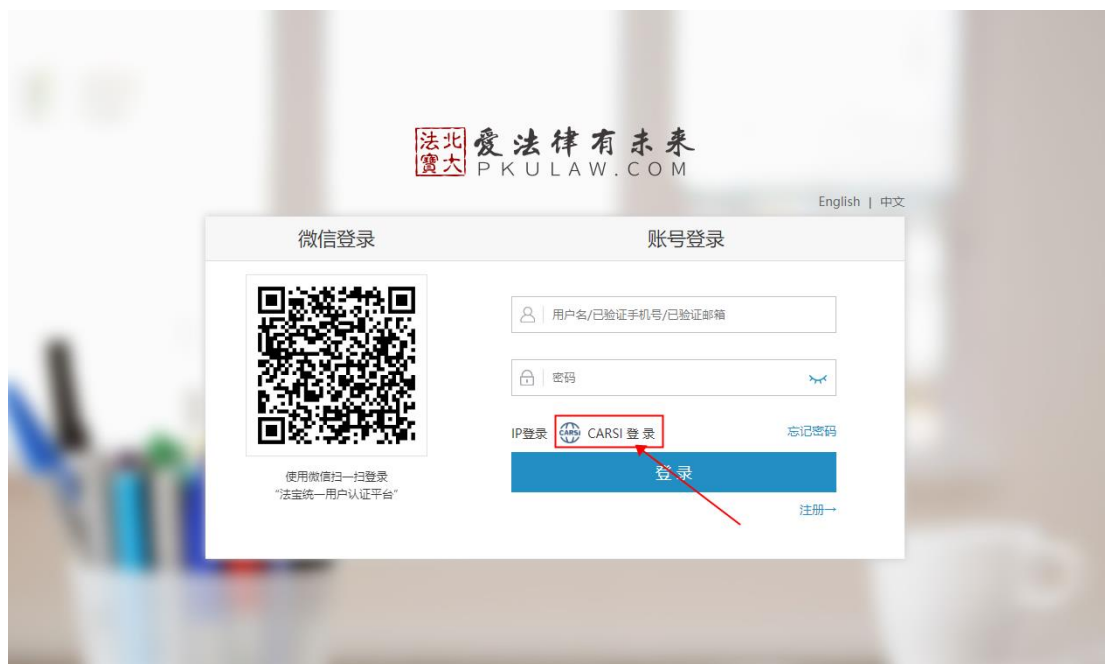 北大
法寶
爱法律有未来
PKULAW.COM
English | 中文
微信登录
账号登录
用户名/已验证手机号/已验证邮箱
密码
IP登录 CARSI CARSI 登 录 忘记密码
登 录
使用微信扫一扫登录
“法宝统一用户认证平台”
注册→